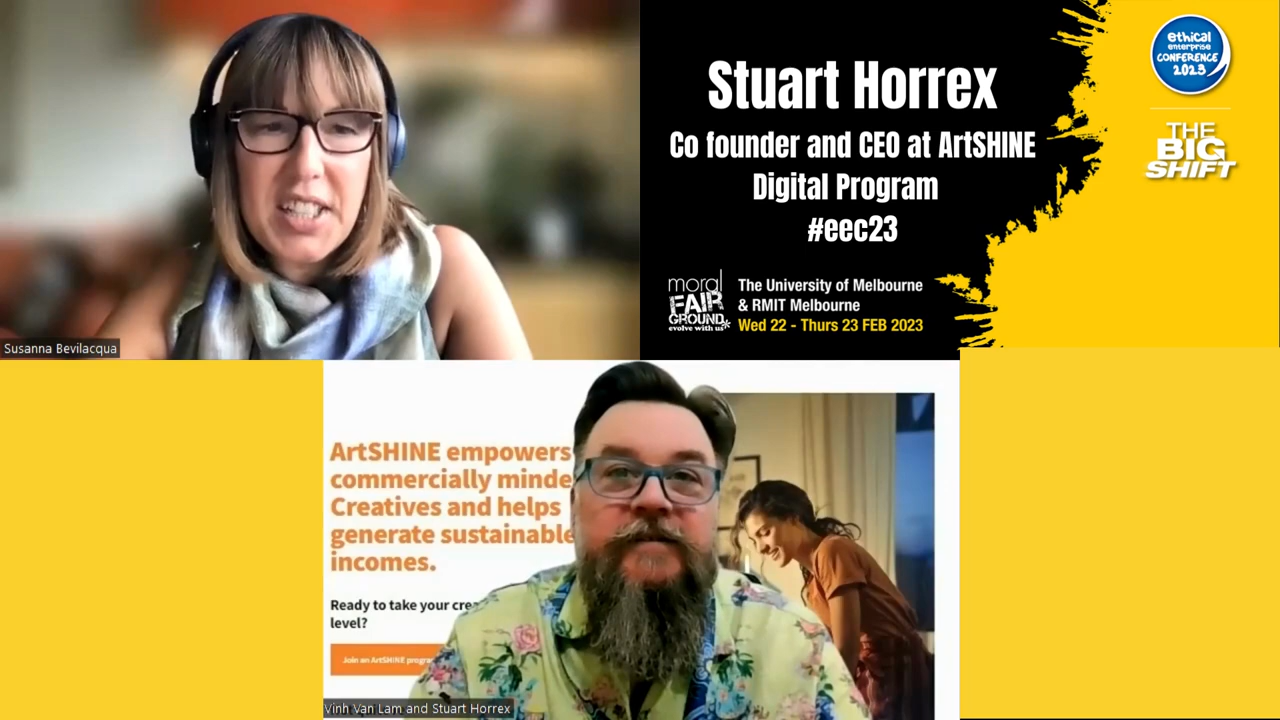 Susanna Bevilacqua
Stuart Horrex
Co founder and CEO at ArtSHINE
Digital Program
#eec23
moral
FAIR
GROUND
evolve with us*
The University of Melbourne
& RMIT Melbourne
Wed 22 - Thurs 23 FEB 2023
ethical
enterprise
CONFERENCE
2023
THE
BIG
SHIFT
ArtSHINE empowers
commercially minde
Creatives and helps
generate sustainable
incomes.
Ready to take your crea
level?
Join an ArtSHINE progra
Vinh Van Lam and Stuart Horrex